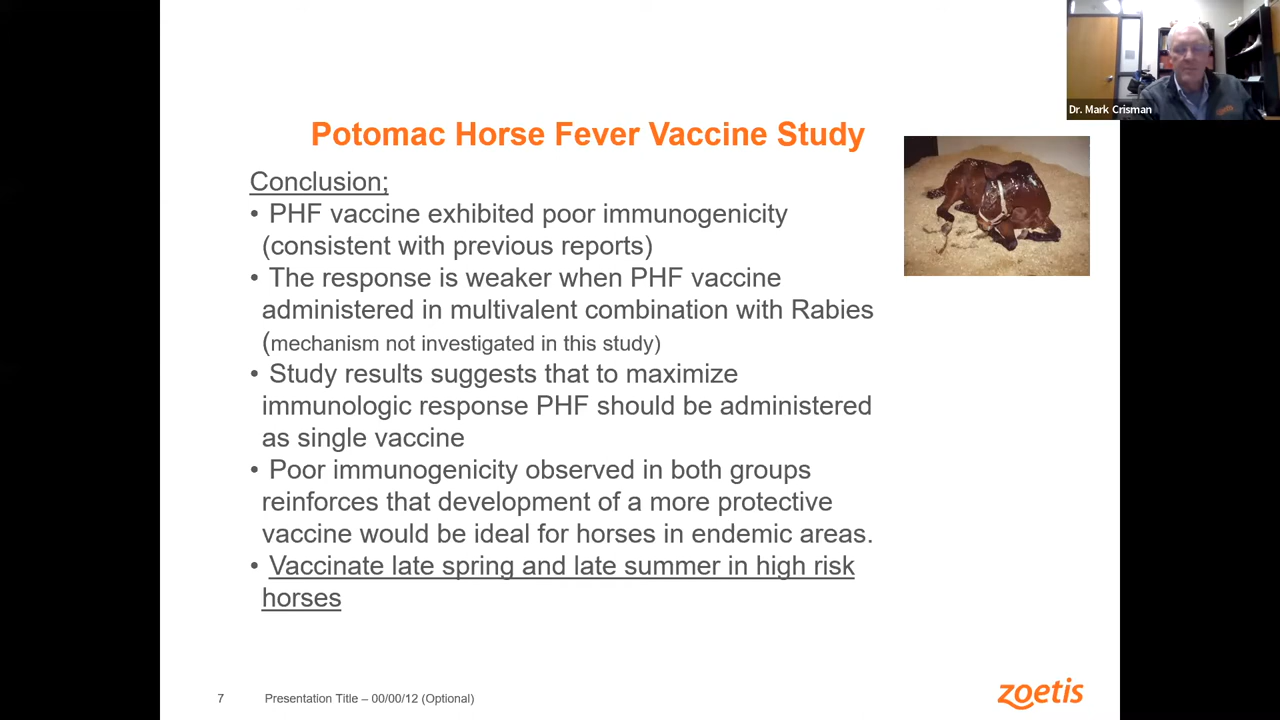 Dr. Mark Crisman
Potomac Horse Fever Vaccine Study
Conclusion;
• PHF vaccine exhibited poor immunogenicity
(consistent with previous reports)
• The response is weaker when PHF vaccine
administered in multivalent combination with Rabies
(mechanism not investigated in this study)
• Study results suggests that to maximize
immunologic response PHF should be administered
as single vaccine
• Poor immunogenicity observed in both groups
reinforces that development of a more protective
vaccine would be ideal for horses in endemic areas.
• Vaccinate late spring and late summer in high risk
horses
7 Presentation Title – 00/00/12 (Optional)
zoetis